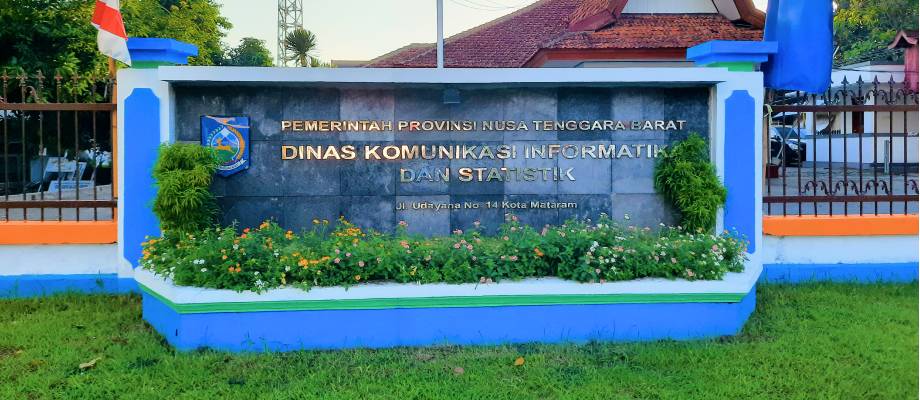 PEMERINTAH PROVINSI NUSA TENGGARA BARAT
DINAS KOMUNIKASI INFORMATIKA
DAN STATISTIK
Jl. Udayana No. 14 Kota Mataram